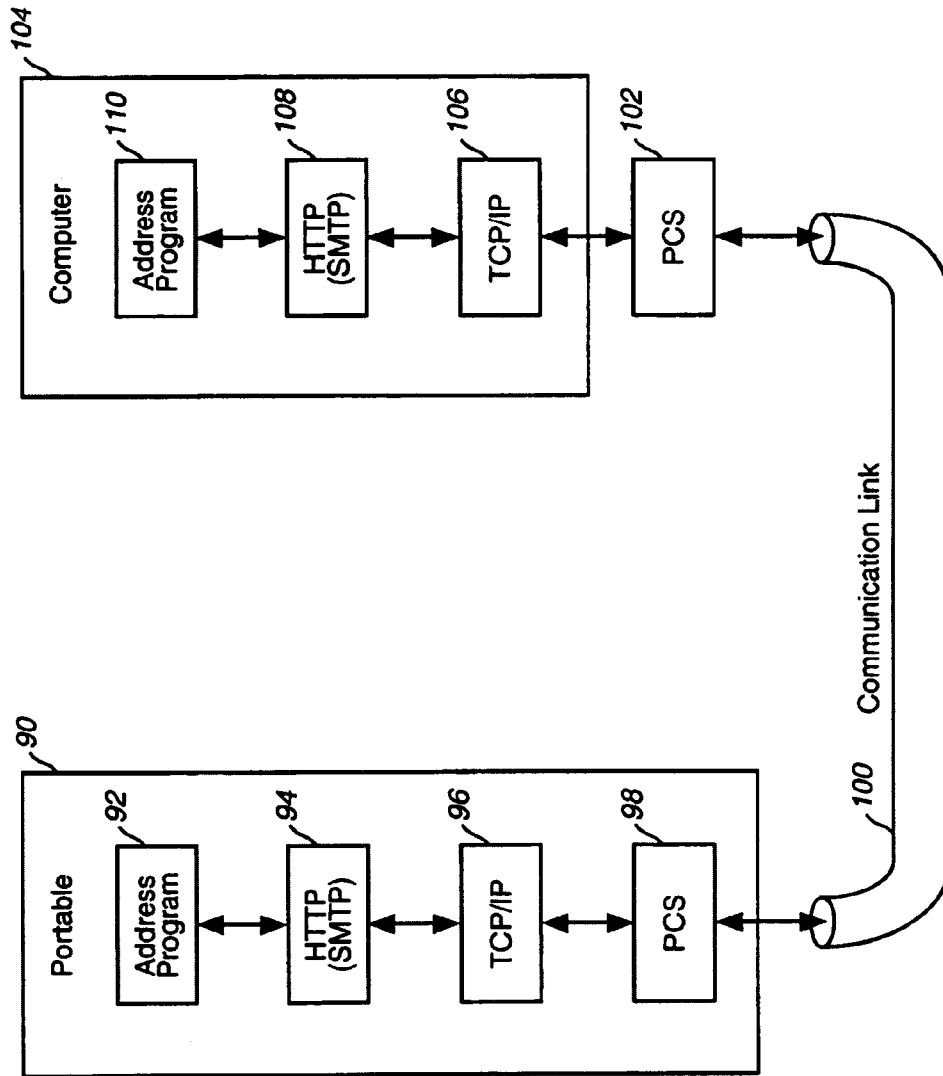 90
Portable
92
Address
Program
94
HTTP
(SMTP)
96
TCP/IP
98
PCS
100
Communication Link
104
Computer
110
Address
Program
108
HTTP
(SMTP)
106
TCP/IP
102
PCS